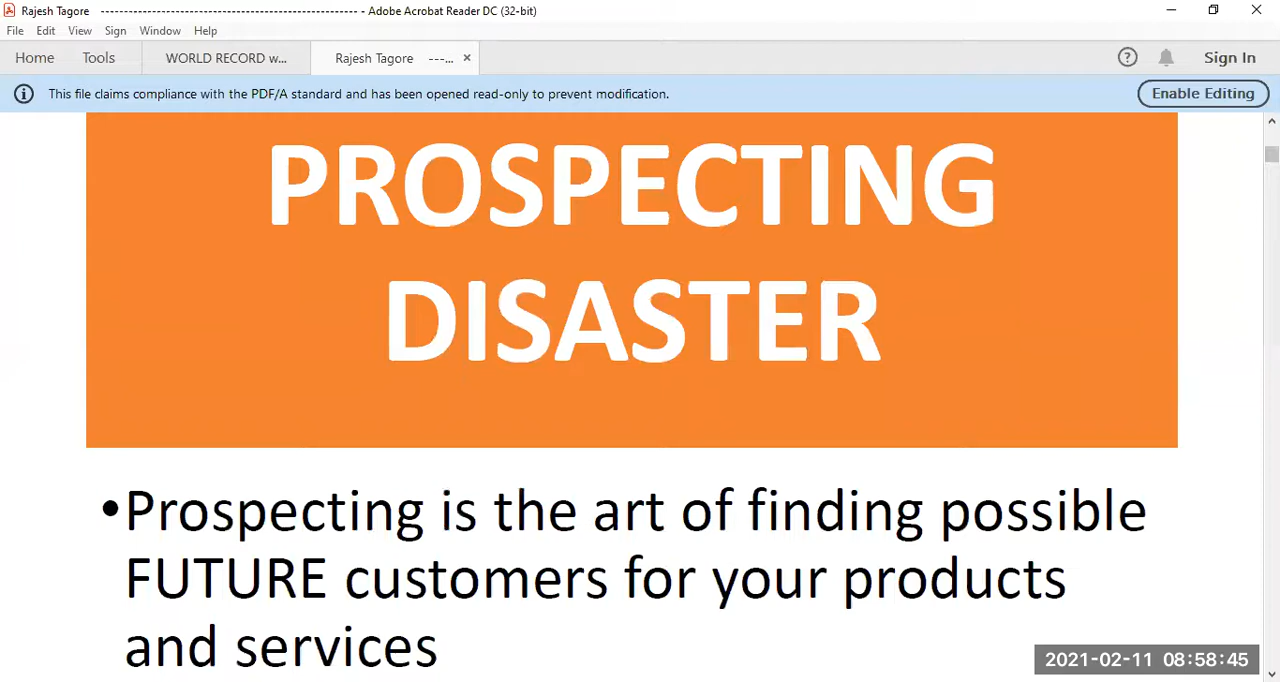 Rajesh Tagore ------------------------------------------------- - Adobe Acrobat Reader DC (32-bit)
File Edit View Sign Window Help
Home Tools WORLD RECORD w... Rajesh Tagore ---... × Sign In
This file claims compliance with the PDF/A standard and has been opened read-only to prevent modification. Enable Editing
PROSPECTING
DISASTER
•Prospecting is the art of finding possible
FUTURE customers for your products
and services
2021-02-11 08:58:45